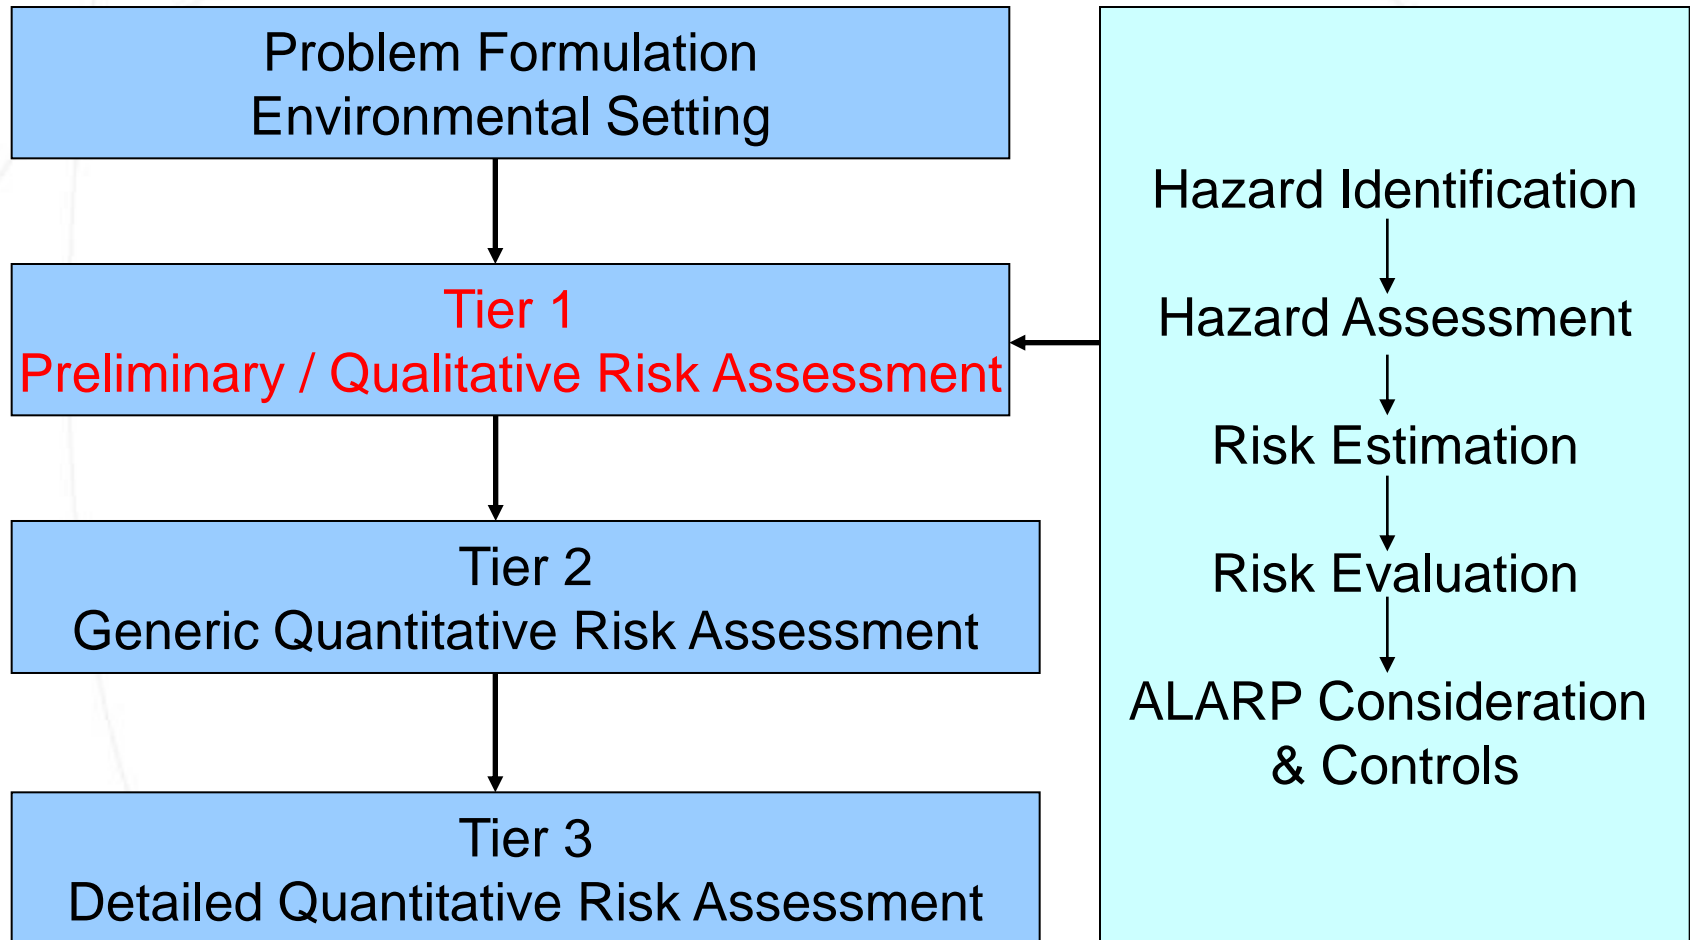 Problem Formulation
Environmental Setting
Tier 1
Preliminary / Qualitative Risk Assessment
Tier 2
Generic Quantitative Risk Assessment
Tier 3
Detailed Quantitative Risk Assessment
Hazard Identification
Hazard Assessment
Risk Estimation
Risk Evaluation
ALARP Consideration
& Controls